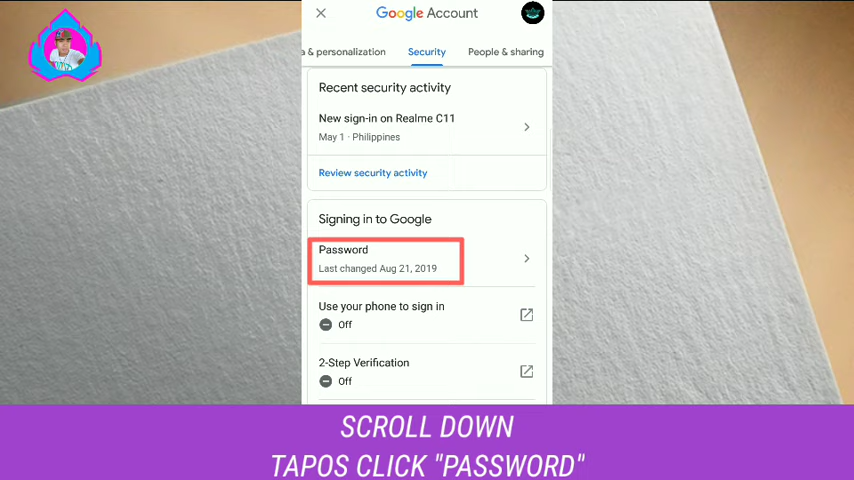 Google Account
a & personalization Security People & sharing
Recent security activity
New sign-in on Realme C11
May 1 · Philippines
Review security activity
Signing in to Google
Password
Last changed Aug 21, 2019
Use your phone to sign in
Off
2-Step Verification
Off
SCROLL DOWN
TAPOS CLICK "PASSWORD"